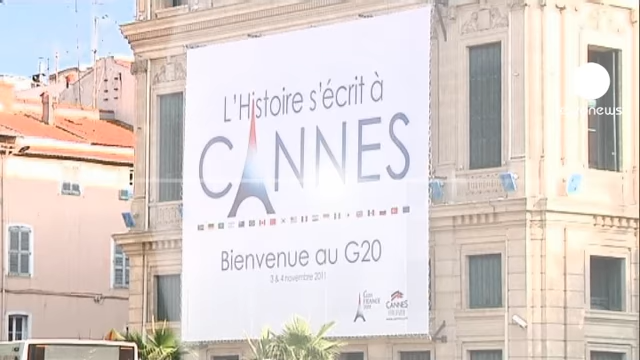 L'Histoire s'écrit à
CANNES
Bienvenue au G20
3 & 4 novembre 2011
CANNES
euronews